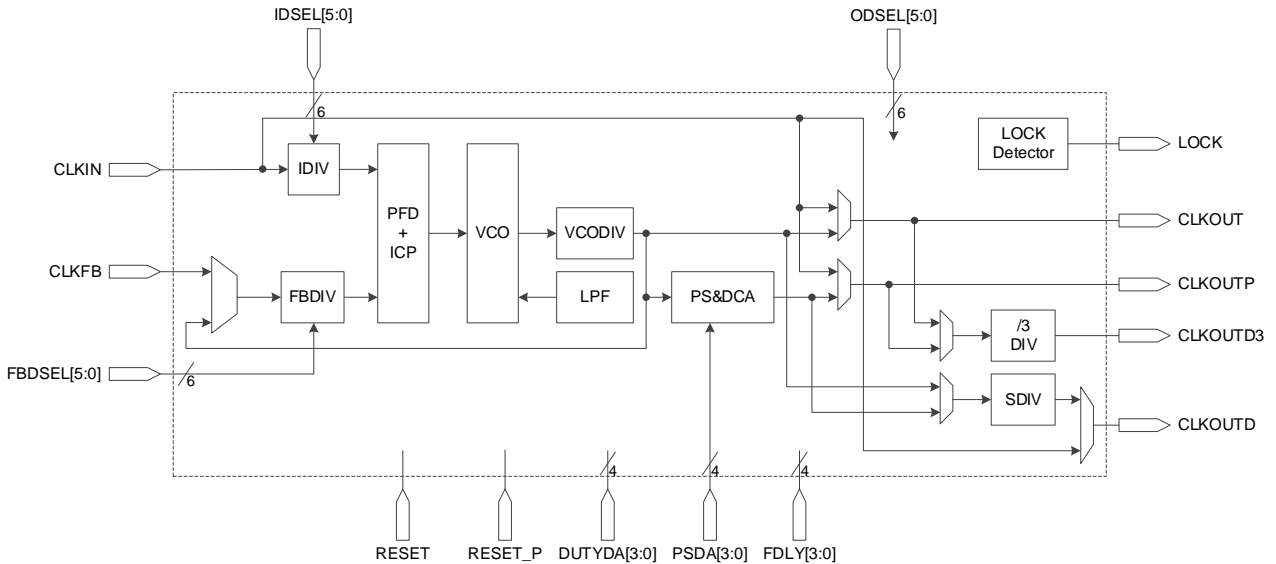 IDSEL[5:0]
ODSEL[5:0]
6
6
LOCK
Detector
LOCK
CLKIN
IDIV
PFD
+
ICP
VCO
VCODIV
CLKOUT
CLKFB
FBDIV
LPF
PS&DCA
CLKOUTP
/3
DIV
CLKOUTD3
FBDSEL[5:0]
6
SDIV
CLKOUTD
4
4
4
RESET
RESET_P
DUTYDA[3:0]
PSDA[3:0]
FDLY[3:0]